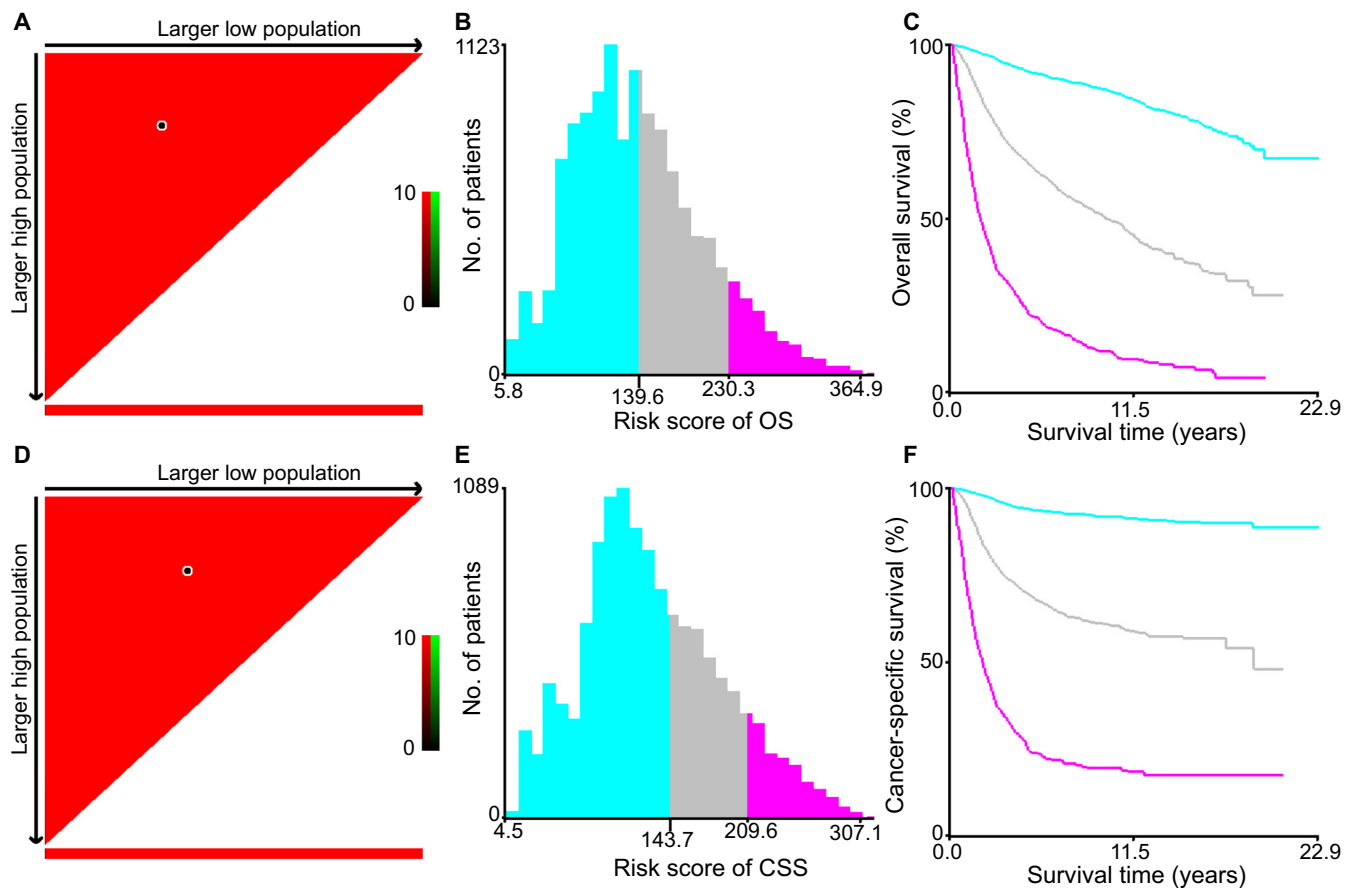 A
Larger low population
Larger high population
10
0
B
1123
No. of patients
0
5.8
139.6
230.3
364.9
Risk score of OS
C
100
Overall survival (%)
50
0
0.0
11.5
22.9
Survival time (years)
D
Larger low population
Larger high population
10
0
E
1089
No. of patients
0
4.5
143.7
209.6
307.1
Risk score of CSS
F
100
Cancer-specific survival (%)
50
0
0.0
11.5
22.9
Survival time (years)